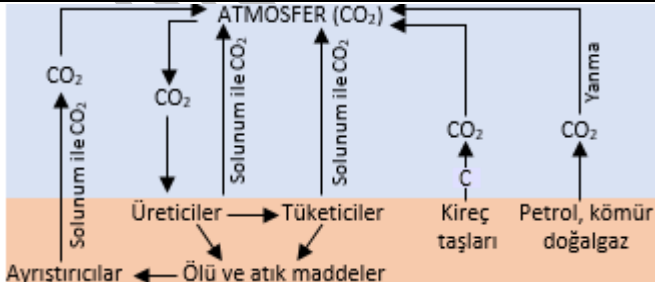 ATMOSFER (CO₂)
CO₂
CO₂
Solunum ile CO₂
Solunum ile CO₂
Solunum ile CO₂
CO₂
C
CO₂
Yanma
Üreticiler
Tüketiciler
Kireç
taşları
Petrol, kömür
doğalgaz
Ayrıştırıcılar
Ölü ve atık maddeler